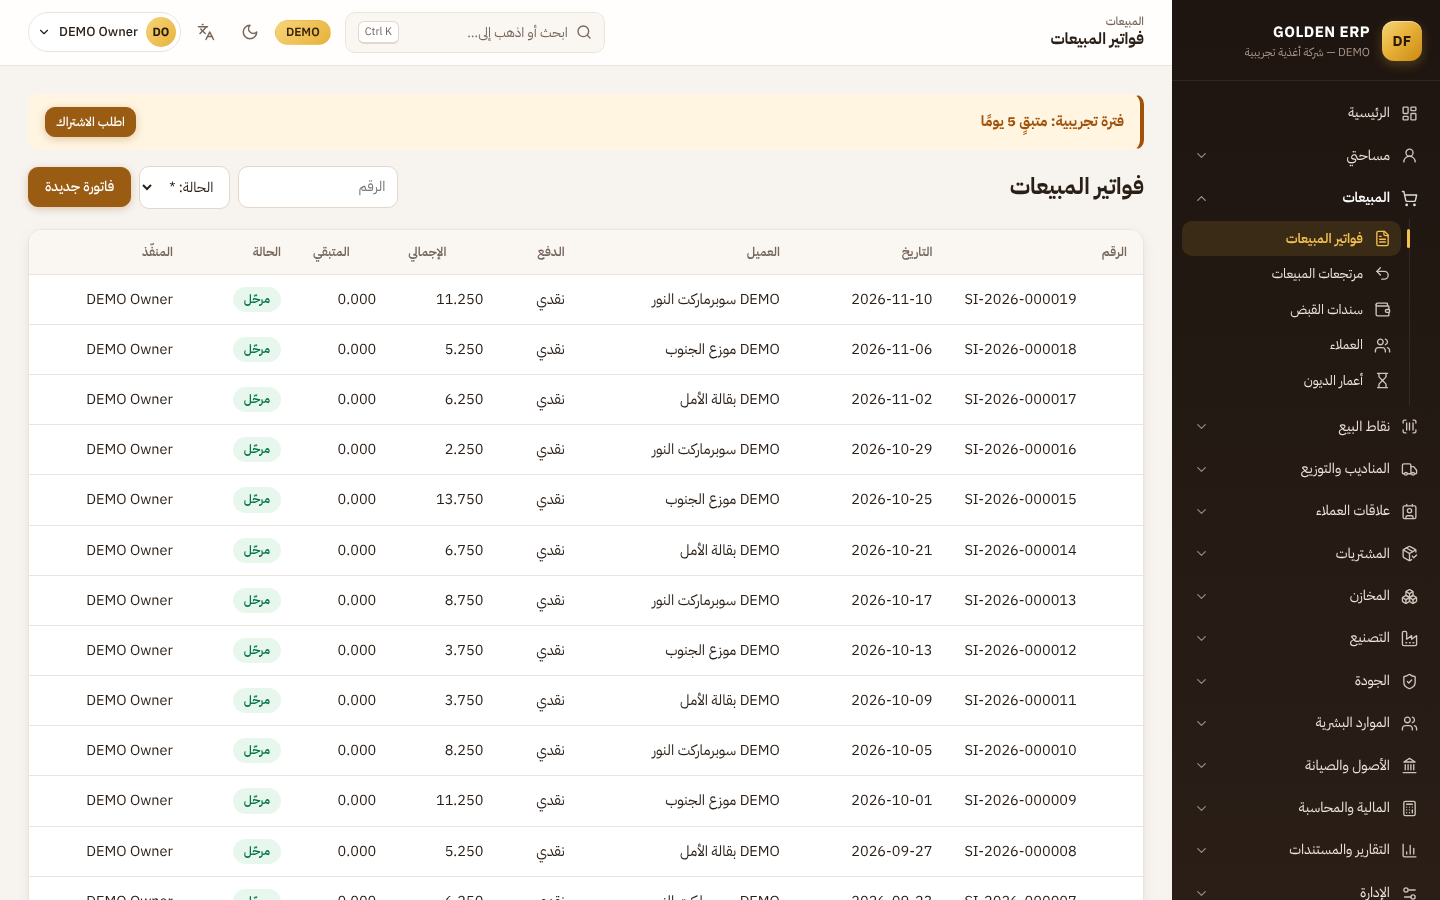 DF
GOLDEN ERP
DEMO — شركة أغذية تجريبية
الرئيسية
مساحتي
المبيعات
فواتير المبيعات
مرتجعات المبيعات
سندات القبض
العملاء
أعمار الديون
نقاط البيع
المناديب والتوزيع
علاقات العملاء
المشتريات
المخازن
التصنيع
الجودة
الموارد البشرية
الأصول والصيانة
المالية والمحاسبة
التقارير والمستندات
الإدارة
المبيعات
فواتير المبيعات
ابحث أو اذهب إلى... Ctrl K
DEMO
DO DEMO Owner
فترة تجريبية: متبقٍ 5 يومًا
اطلب الاشتراك
فواتير المبيعات
الرقم
الحالة: *
فاتورة جديدة
الرقم التاريخ العميل الدفع الإجمالي المتبقي الحالة المنفّذ
SI-2026-000019 2026-11-10 DEMO سوبرماركت النور نقدي 11.250 0.000 مرحّل DEMO Owner
SI-2026-000018 2026-11-06 DEMO موزع الجنوب نقدي 5.250 0.000 مرحّل DEMO Owner
SI-2026-000017 2026-11-02 DEMO بقالة الأمل نقدي 6.250 0.000 مرحّل DEMO Owner
SI-2026-000016 2026-10-29 DEMO سوبرماركت النور نقدي 2.250 0.000 مرحّل DEMO Owner
SI-2026-000015 2026-10-25 DEMO موزع الجنوب نقدي 13.750 0.000 مرحّل DEMO Owner
SI-2026-000014 2026-10-21 DEMO بقالة الأمل نقدي 6.750 0.000 مرحّل DEMO Owner
SI-2026-000013 2026-10-17 DEMO سوبرماركت النور نقدي 8.750 0.000 مرحّل DEMO Owner
SI-2026-000012 2026-10-13 DEMO موزع الجنوب نقدي 3.750 0.000 مرحّل DEMO Owner
SI-2026-000011 2026-10-09 DEMO بقالة الأمل نقدي 3.750 0.000 مرحّل DEMO Owner
SI-2026-000010 2026-10-05 DEMO سوبرماركت النور نقدي 8.250 0.000 مرحّل DEMO Owner
SI-2026-000009 2026-10-01 DEMO موزع الجنوب نقدي 11.250 0.000 مرحّل DEMO Owner
SI-2026-000008 2026-09-27 DEMO بقالة الأمل نقدي 5.250 0.000 مرحّل DEMO Owner